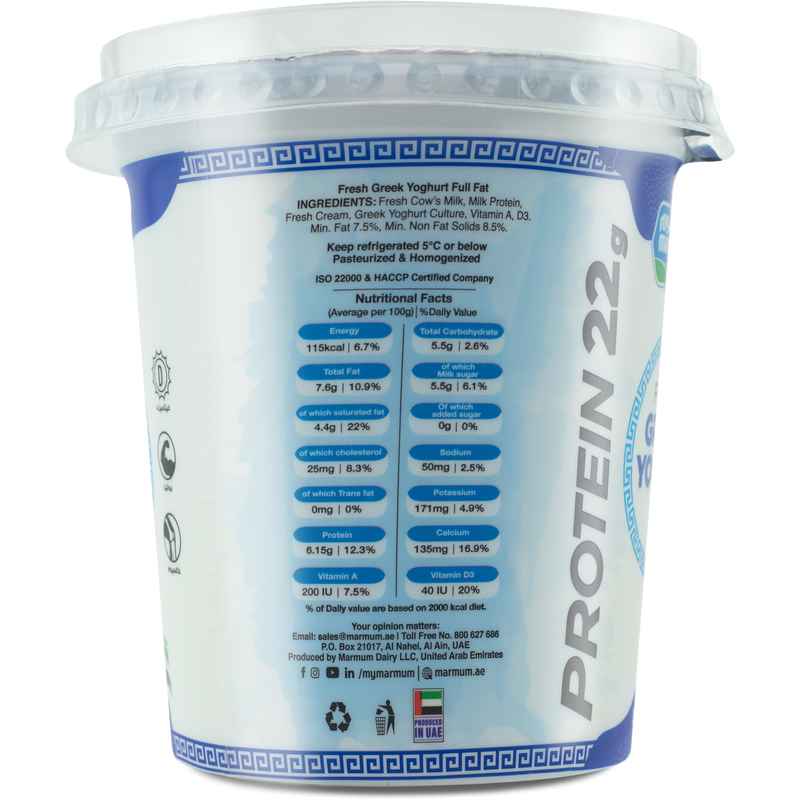 Fresh Greek Yoghurt Full Fat
INGREDIENTS: Fresh Cow's Milk, Milk Protein,
Fresh Cream, Greek Yoghurt Culture, Vitamin A, D3.
Min. Fat 7.5%, Min. Non Fat Solids 8.5%.
Keep refrigerated 5°C or below
Pasteurized & Homogenized
ISO 22000 & HACCP Certified Company
Nutritional Facts
(Average per 100g) | %Daily Value
Energy
115kcal | 6.7%
Total Fat
7.6g | 10.9%
of which saturated fat
4.4g | 22%
of which cholesterol
25mg | 8.3%
of which Trans fat
0mg | 0%
Protein
6.15g | 12.3%
Vitamin A
200 IU | 7.5%
Total Carbohydrate
5.5g | 2.6%
of which
Milk sugar
5.5g | 6.1%
Of which
added sugar
0g | 0%
Sodium
50mg | 2.5%
Potassium
171mg | 4.9%
Calcium
135mg | 16.9%
Vitamin D3
40 IU | 20%
% of Daily value are based on 2000 kcal diet.
Your opinion matters:
Email: sales@marmum.ae I Toll Free No. 800 627 686
P.O. Box 21017, Al Nahel, Al Ain, UAE
Produced by Marmum Dairy LLC, United Arab Emirates
/mymarmum | marmum.ae
PRODUCED
IN UAE
PROTEIN 22g
D